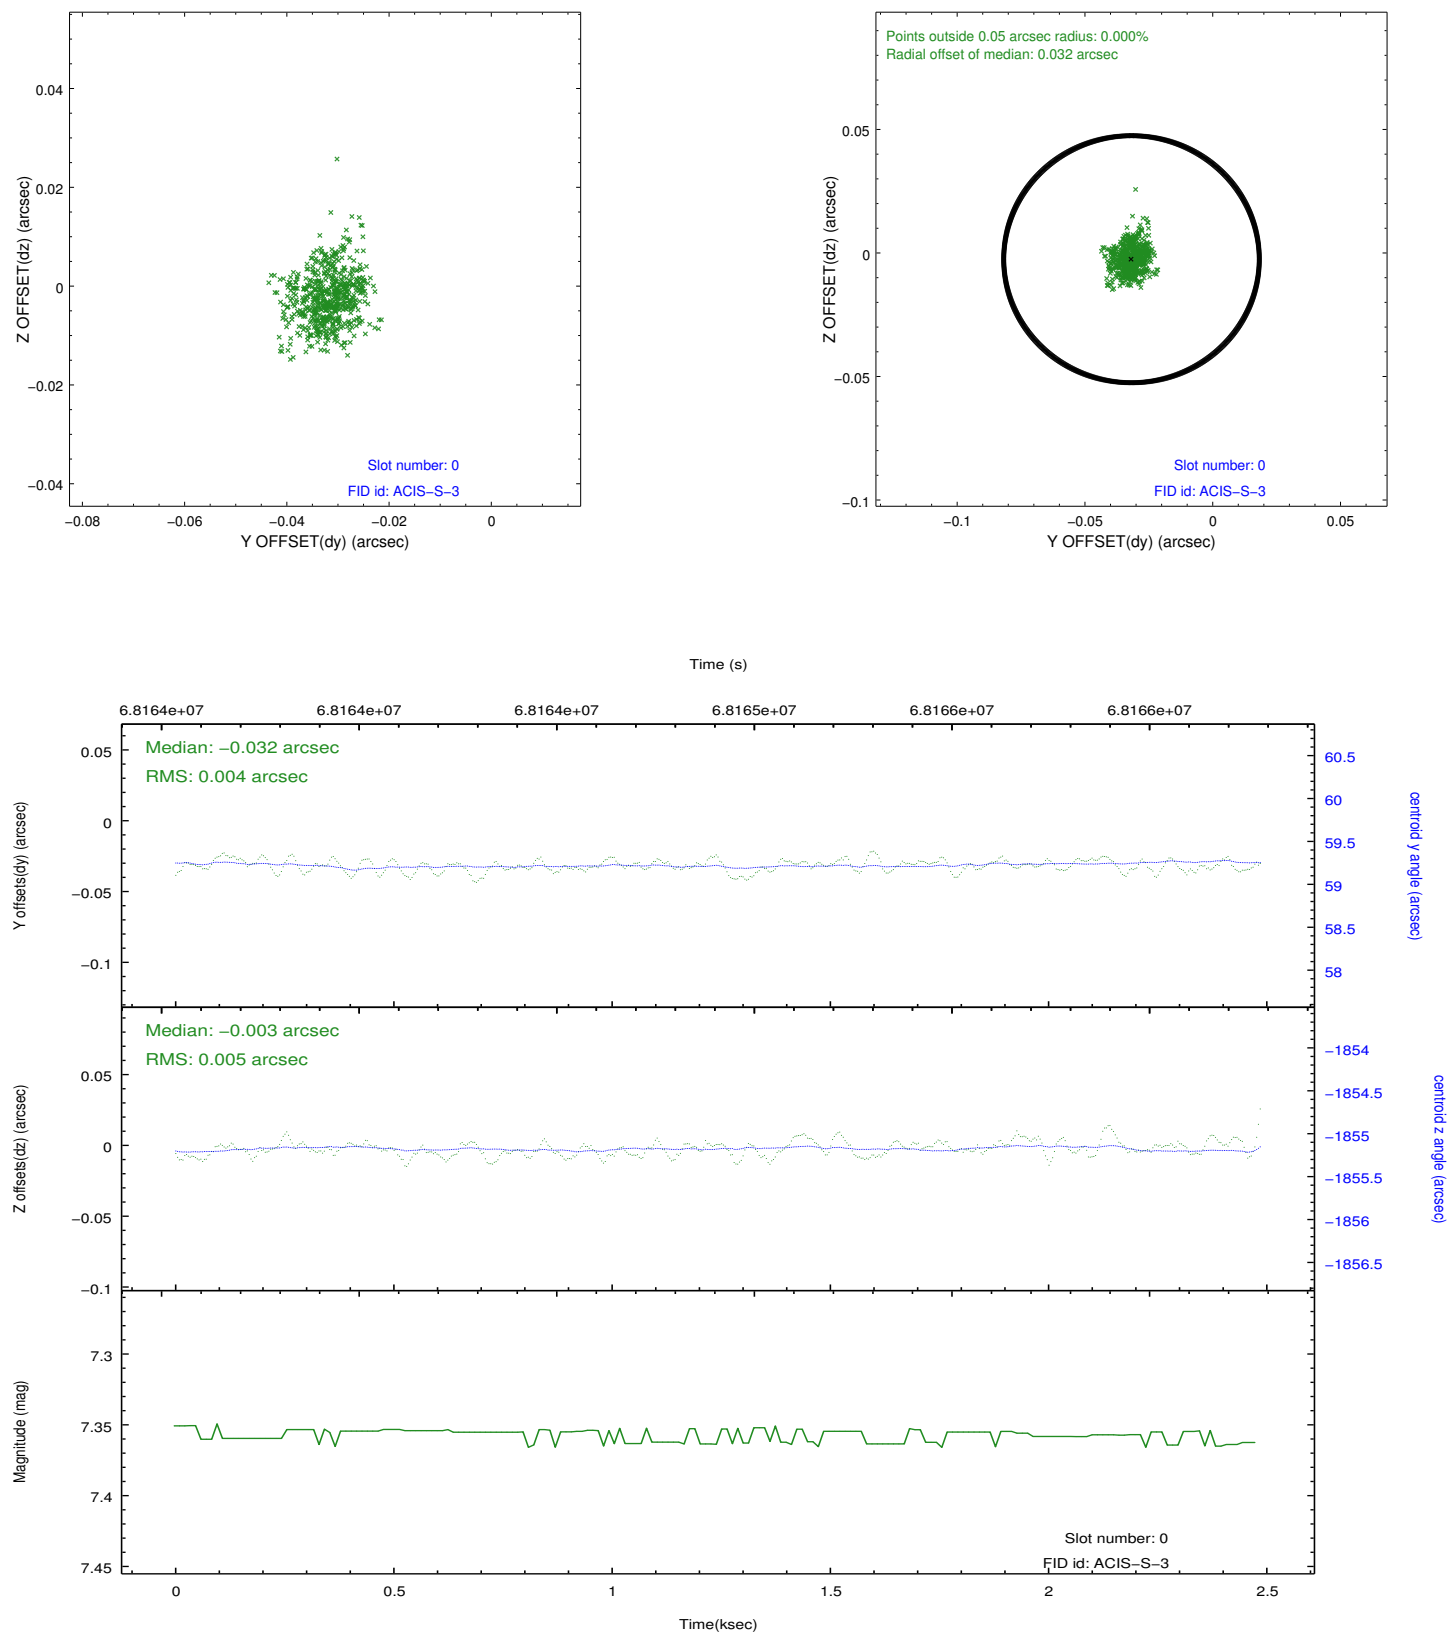 0.04
0.02
0
−0.02
−0.04
Z OFFSET(dz) (arcsec)
Slot number: 0
FID id: ACIS−S−3
−0.08 −0.06 −0.04 −0.02 0
Y OFFSET(dy) (arcsec)
Points outside 0.05 arcsec radius: 0.000%
Radial offset of median: 0.032 arcsec
0.05
0
−0.05
−0.1
Z OFFSET(dz) (arcsec)
Slot number: 0
FID id: ACIS−S−3
−0.1 −0.05 0 0.05
Y OFFSET(dy) (arcsec)
Time (s)
6.8164e+07 6.8164e+07 6.8164e+07 6.8165e+07 6.8166e+07 6.8166e+07
Median: −0.032 arcsec
RMS: 0.004 arcsec
0.05
0
−0.05
−0.1
Y offsets(dy) (arcsec)
60.5
60
59.5
59
58.5
58
centroid y angle (arcsec)
Median: −0.003 arcsec
RMS: 0.005 arcsec
0.05
0
−0.05
−0.1
Z offsets(dz) (arcsec)
−1854
−1854.5
−1855
−1855.5
−1856
−1856.5
centroid z angle (arcsec)
7.3
7.35
7.4
7.45
Magnitude (mag)
Slot number: 0
FID id: ACIS−S−3
0 0.5 1 1.5 2 2.5
Time(ksec)